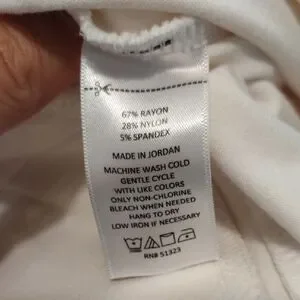 67% RAYON
28% NYLON
5% SPANDEX
MADE IN JORDAN
MACHINE WASH COLD
GENTLE CYCLE
WITH LIKE COLORS
ONLY NON-CHLORINE
BLEACH WHEN NEEDED
HANG TO DRY
LOW IRON IF NECESSARY
RN# 51323